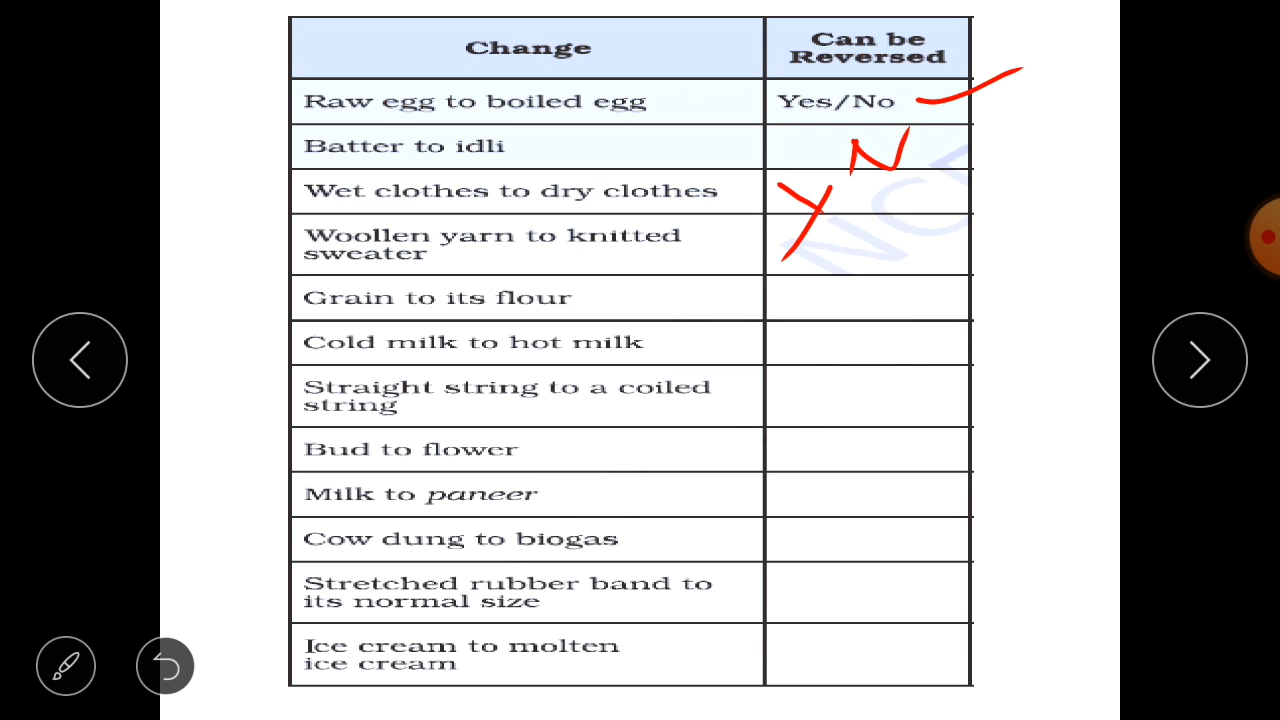 Change
Can be
Reversed
Raw egg to boiled egg
Yes/No
Batter to idli
N
Wet clothes to dry clothes
Y
Woollen yarn to knitted
sweater
Grain to its flour
Cold milk to hot milk
Straight string to a coiled
string
Bud to flower
Milk to paneer
Cow dung to biogas
Stretched rubber band to
its normal size
Ice cream to molten
ice cream